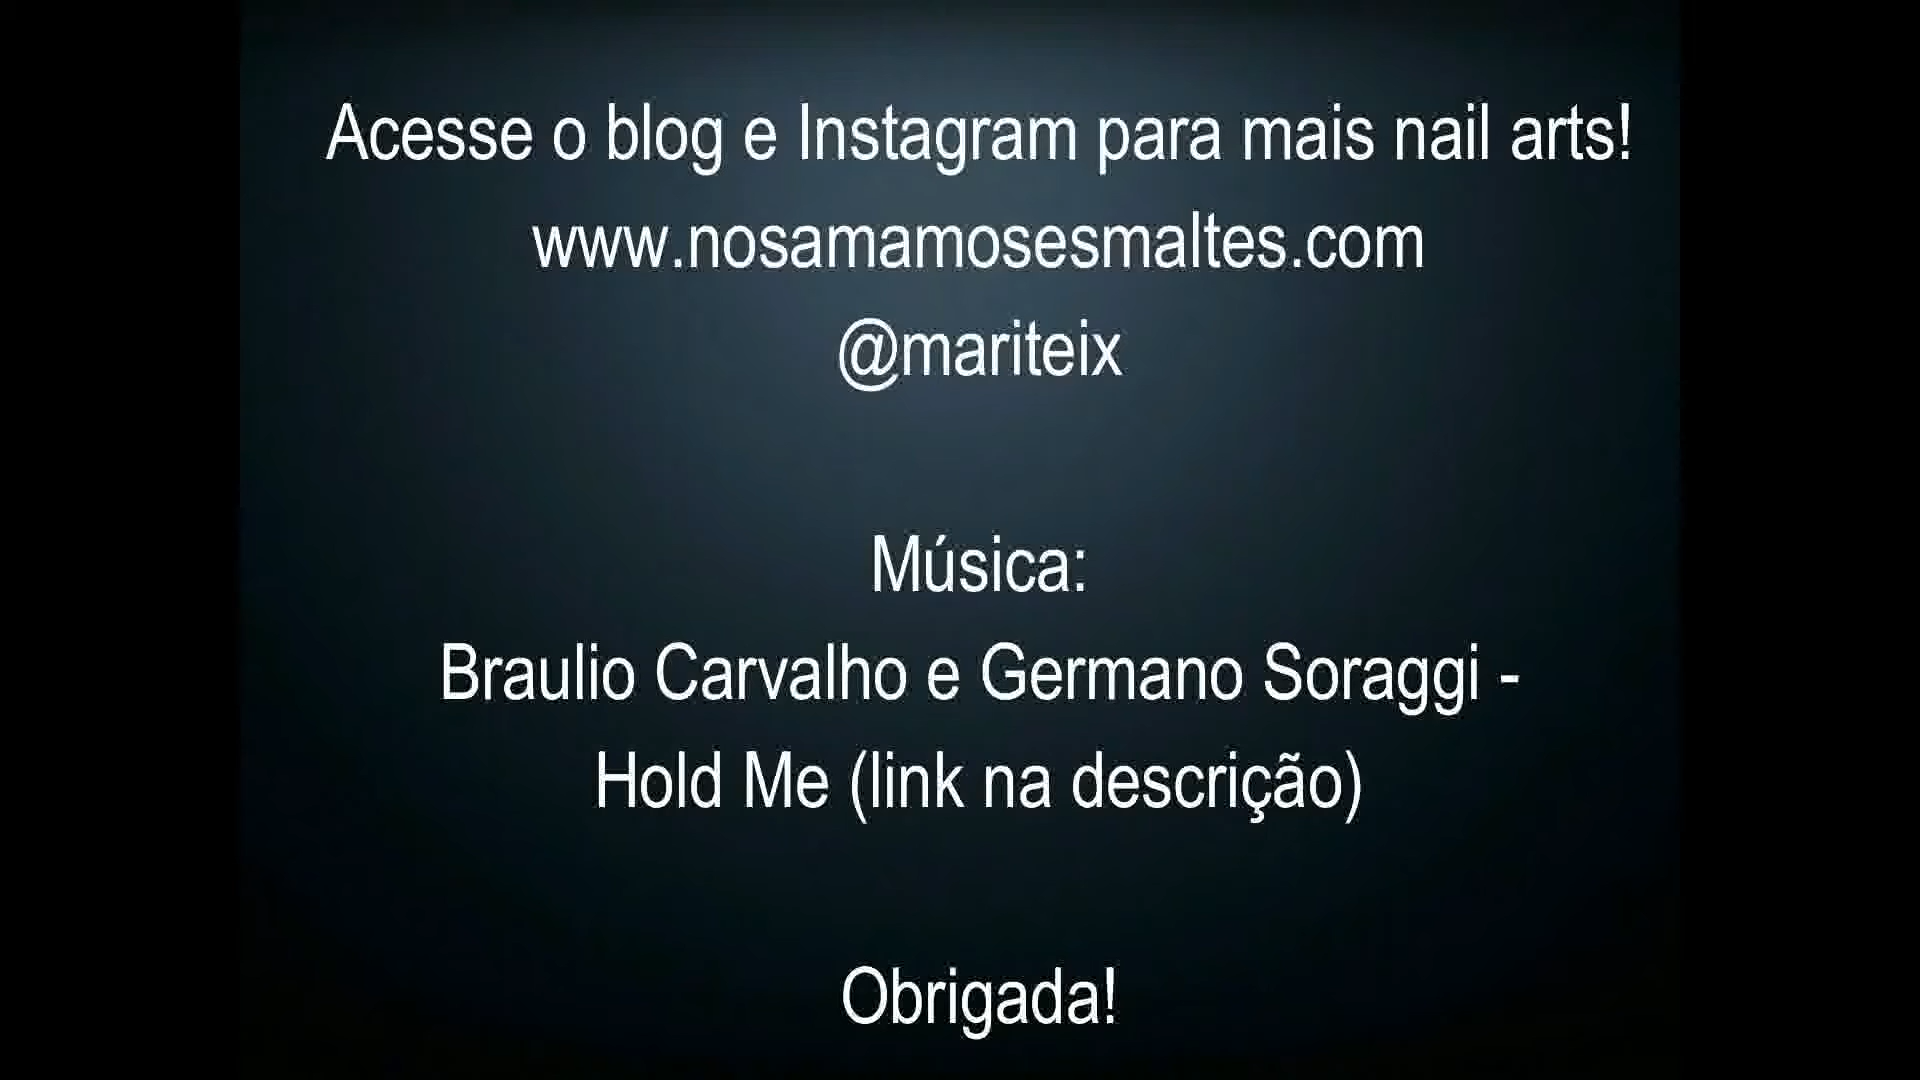 Acesse o blog e Instagram para mais nail arts!
www.nosamamosesmaltes.com
@mariteix
Música:
Braulio Carvalho e Germano Soraggi -
Hold Me (link na descrição)
Obrigada!